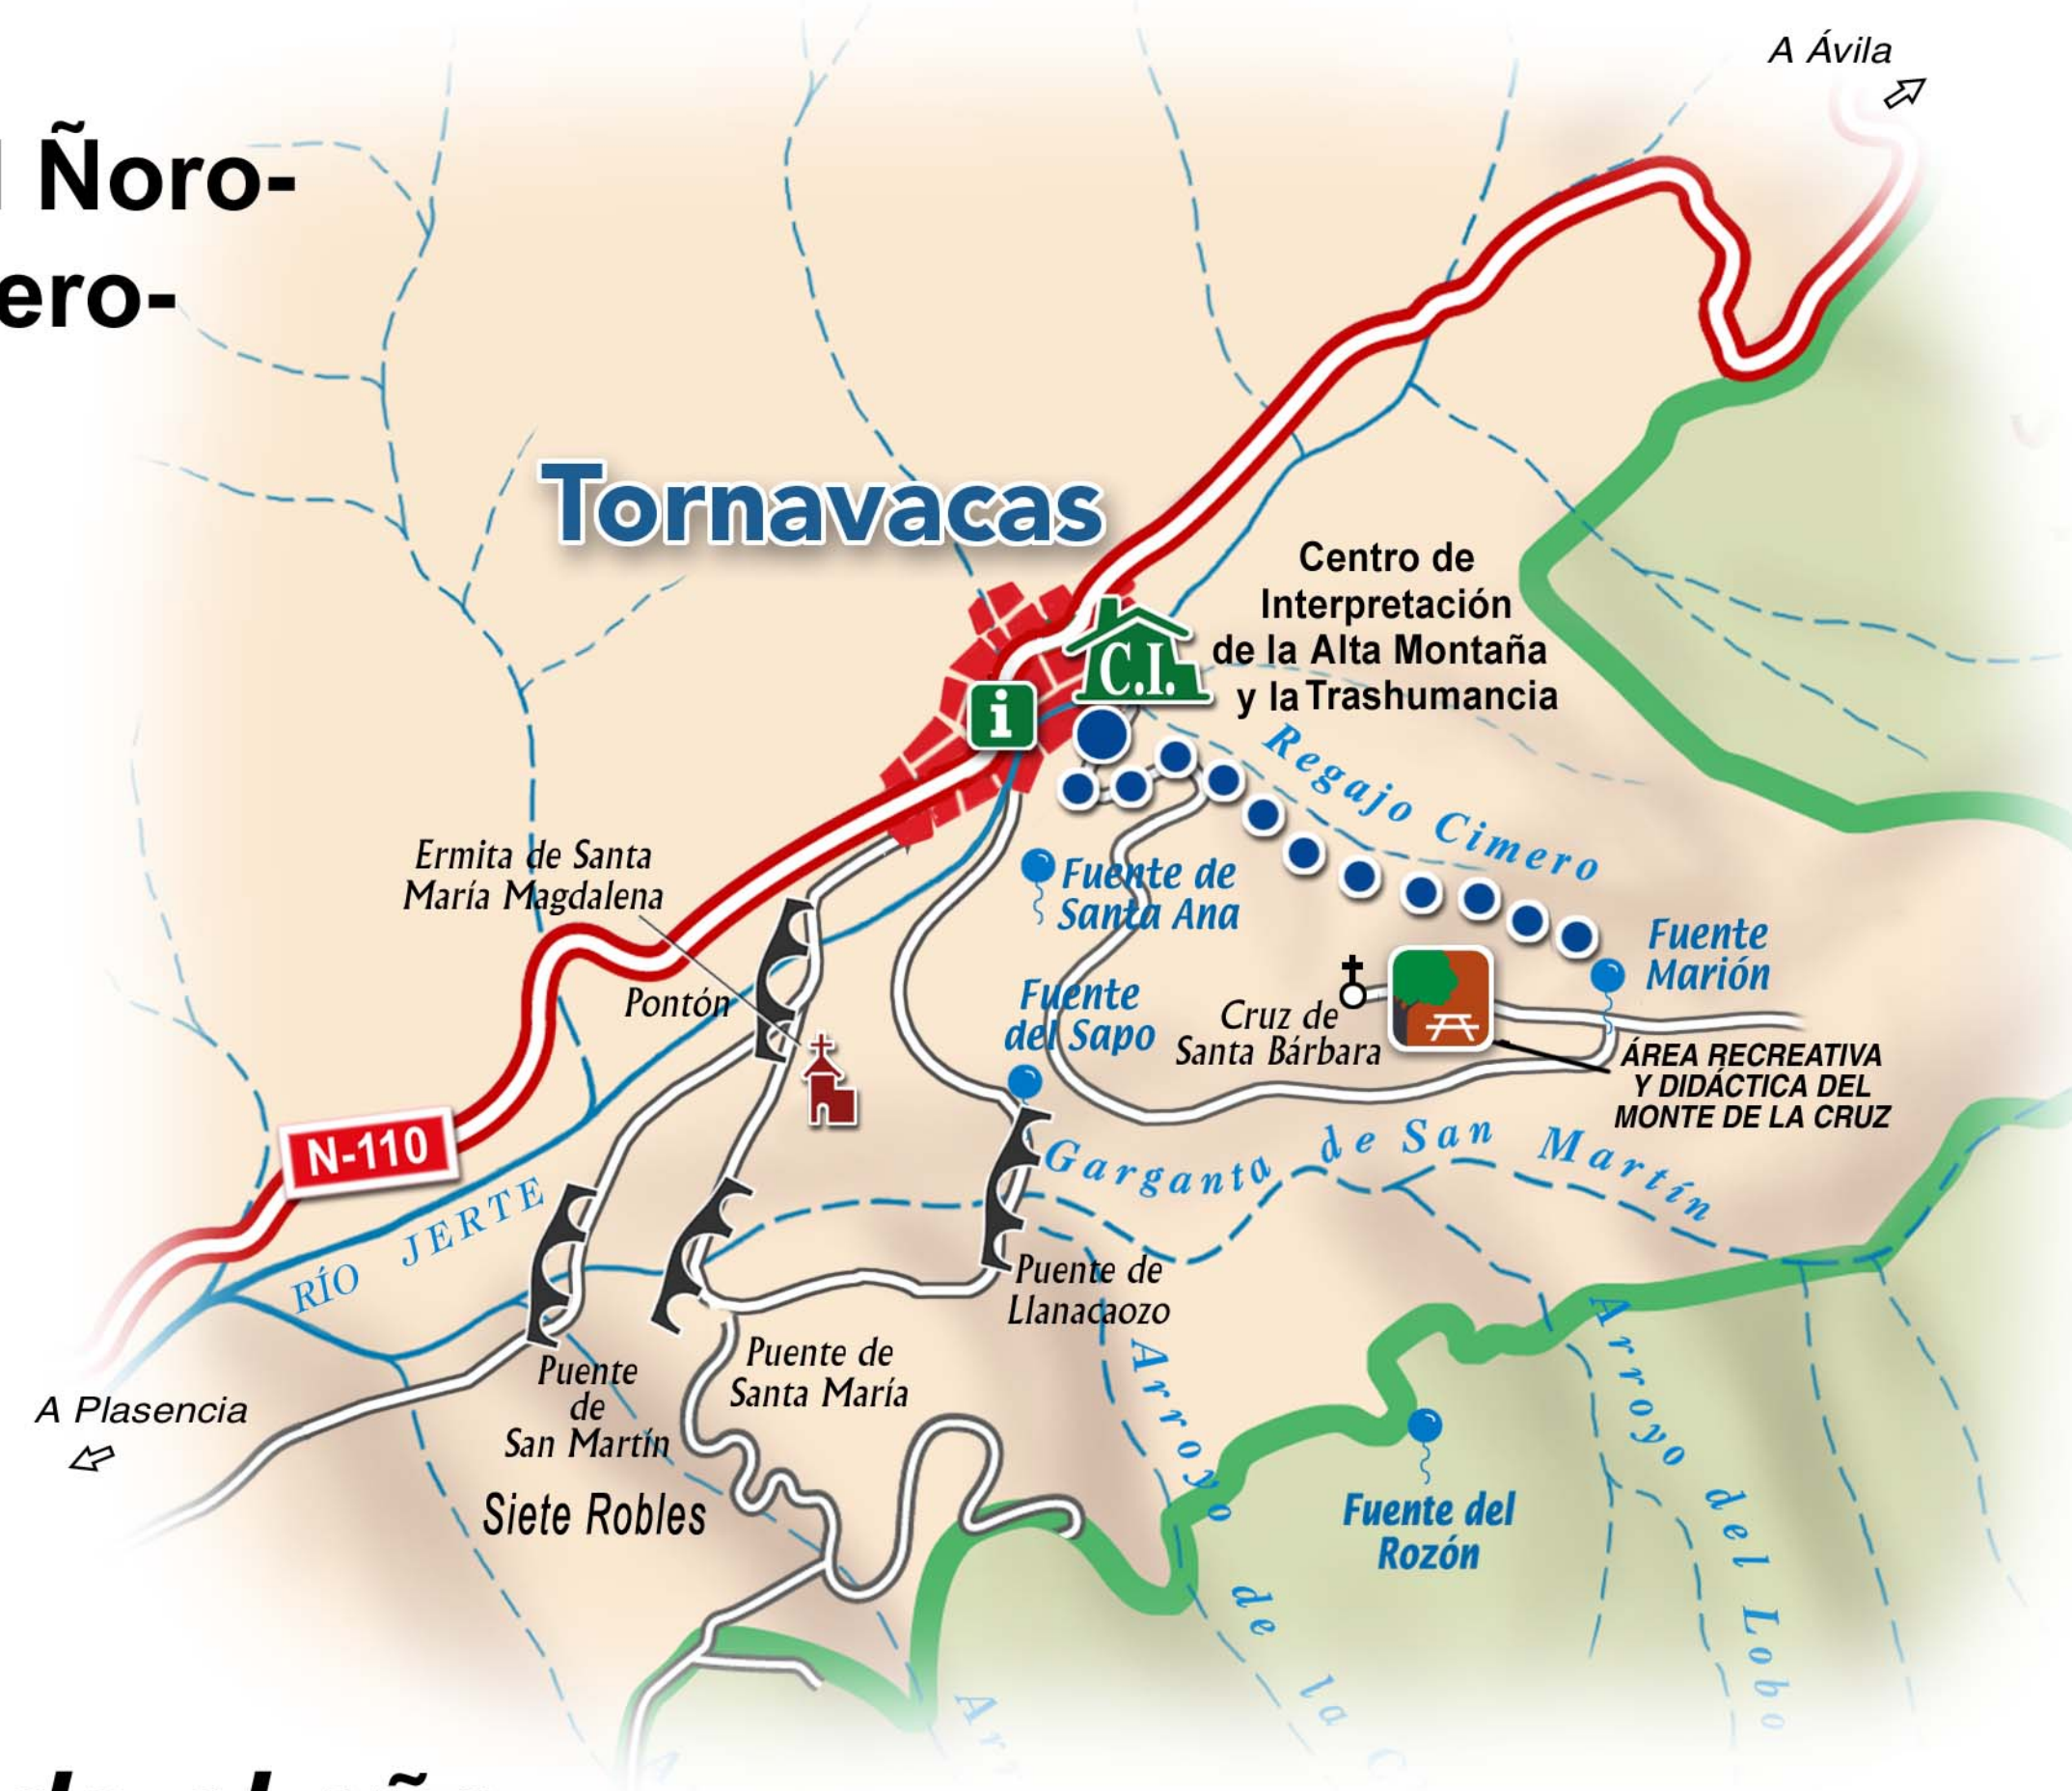 A Ávila
Ñoro-
ero-
Tornavacas
Centro de
Interpretación
de la Alta Montaña
y la Trashumancia
C.I.
i
Regajo Cimero
Ermita de Santa
María Magdalena
Fuente de
Santa Ana
Fuente
Marión
Pontón
Fuente
del Sapo
Cruz de
Santa Bárbara
ÁREA RECREATIVA
Y DIDÁCTICA DEL
MONTE DE LA CRUZ
N-110
RÍO JERTE
Garganta de San Martín
Puente de
Llanacaozo
Puente
de
San Martín
Puente de
Santa María
A Plasencia
Siete Robles
Fuente del
Rozón
Arroyo de la
Arroyo del Lobo
Arr